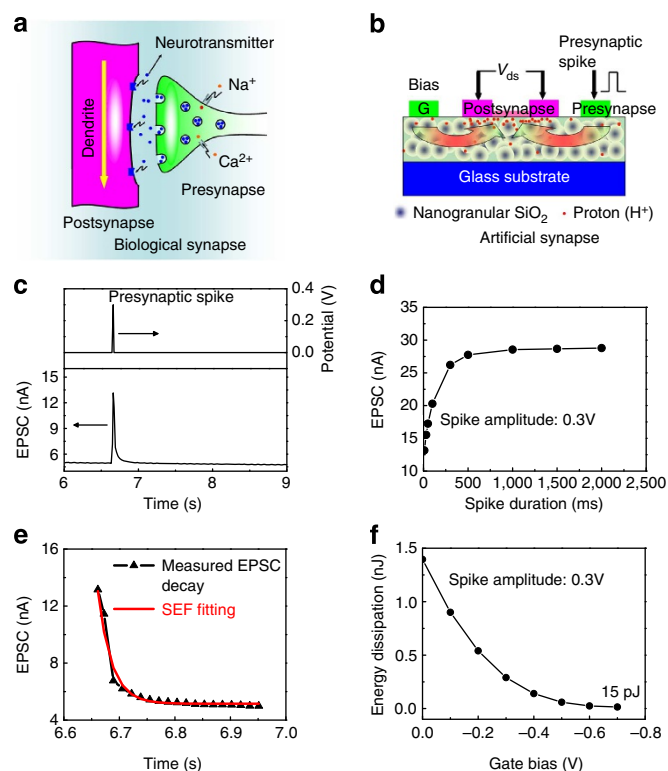 a
Neurotransmitter
Na⁺
Ca²⁺
Dendrite
Presynapse
Postsynapse
Biological synapse
b
Presynaptic
spike
V_ds
Bias
G
Postsynapse
Presynapse
Glass substrate
Nanogranular SiO₂
Proton (H⁺)
Artificial synapse
c
Presynaptic spike
0.4
0.2
0.0
Potential (V)
15
12
9
6
EPSC (nA)
6
7
8
9
Time (s)
d
35
30
25
20
15
10
EPSC (nA)
Spike amplitude: 0.3V
0
500
1,000
1,500
2,000
2,500
Spike duration (ms)
e
16
12
8
4
EPSC (nA)
Measured EPSC
decay
SEF fitting
6.6
6.7
6.8
6.9
7.0
Time (s)
f
1.5
1.0
0.5
0.0
Energy dissipation (nJ)
Spike amplitude: 0.3V
15 pJ
0.0
–0.2
–0.4
–0.6
–0.8
Gate bias (V)